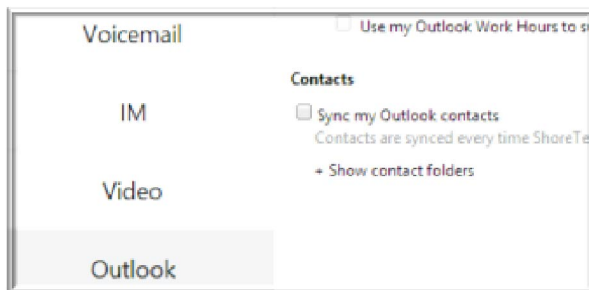 Voicemail
Use my Outlook Work Hours to
Contacts
IM
Sync my Outlook contacts
Contacts are synced every time
+ Show contact folders
Video
Outlook